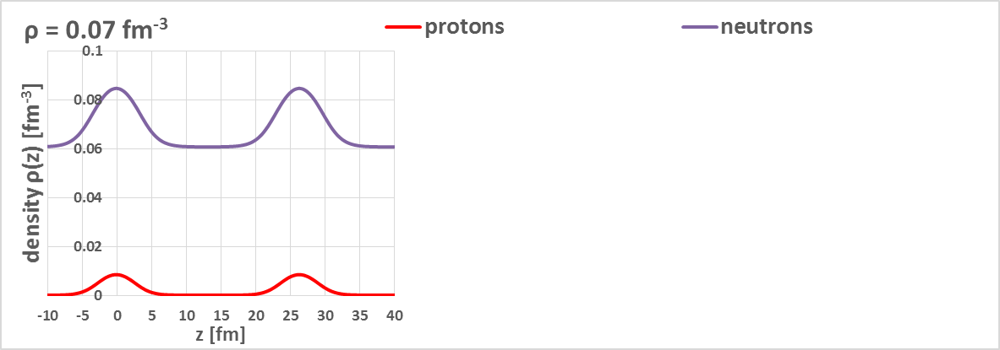 ρ = 0.07 fm-3
protons
neutrons
density ρ(z) [fm-3]
0.1
0.08
0.06
0.04
0.02
0
-10 -5 0 5 10 15 20 25 30 35 40
z [fm]